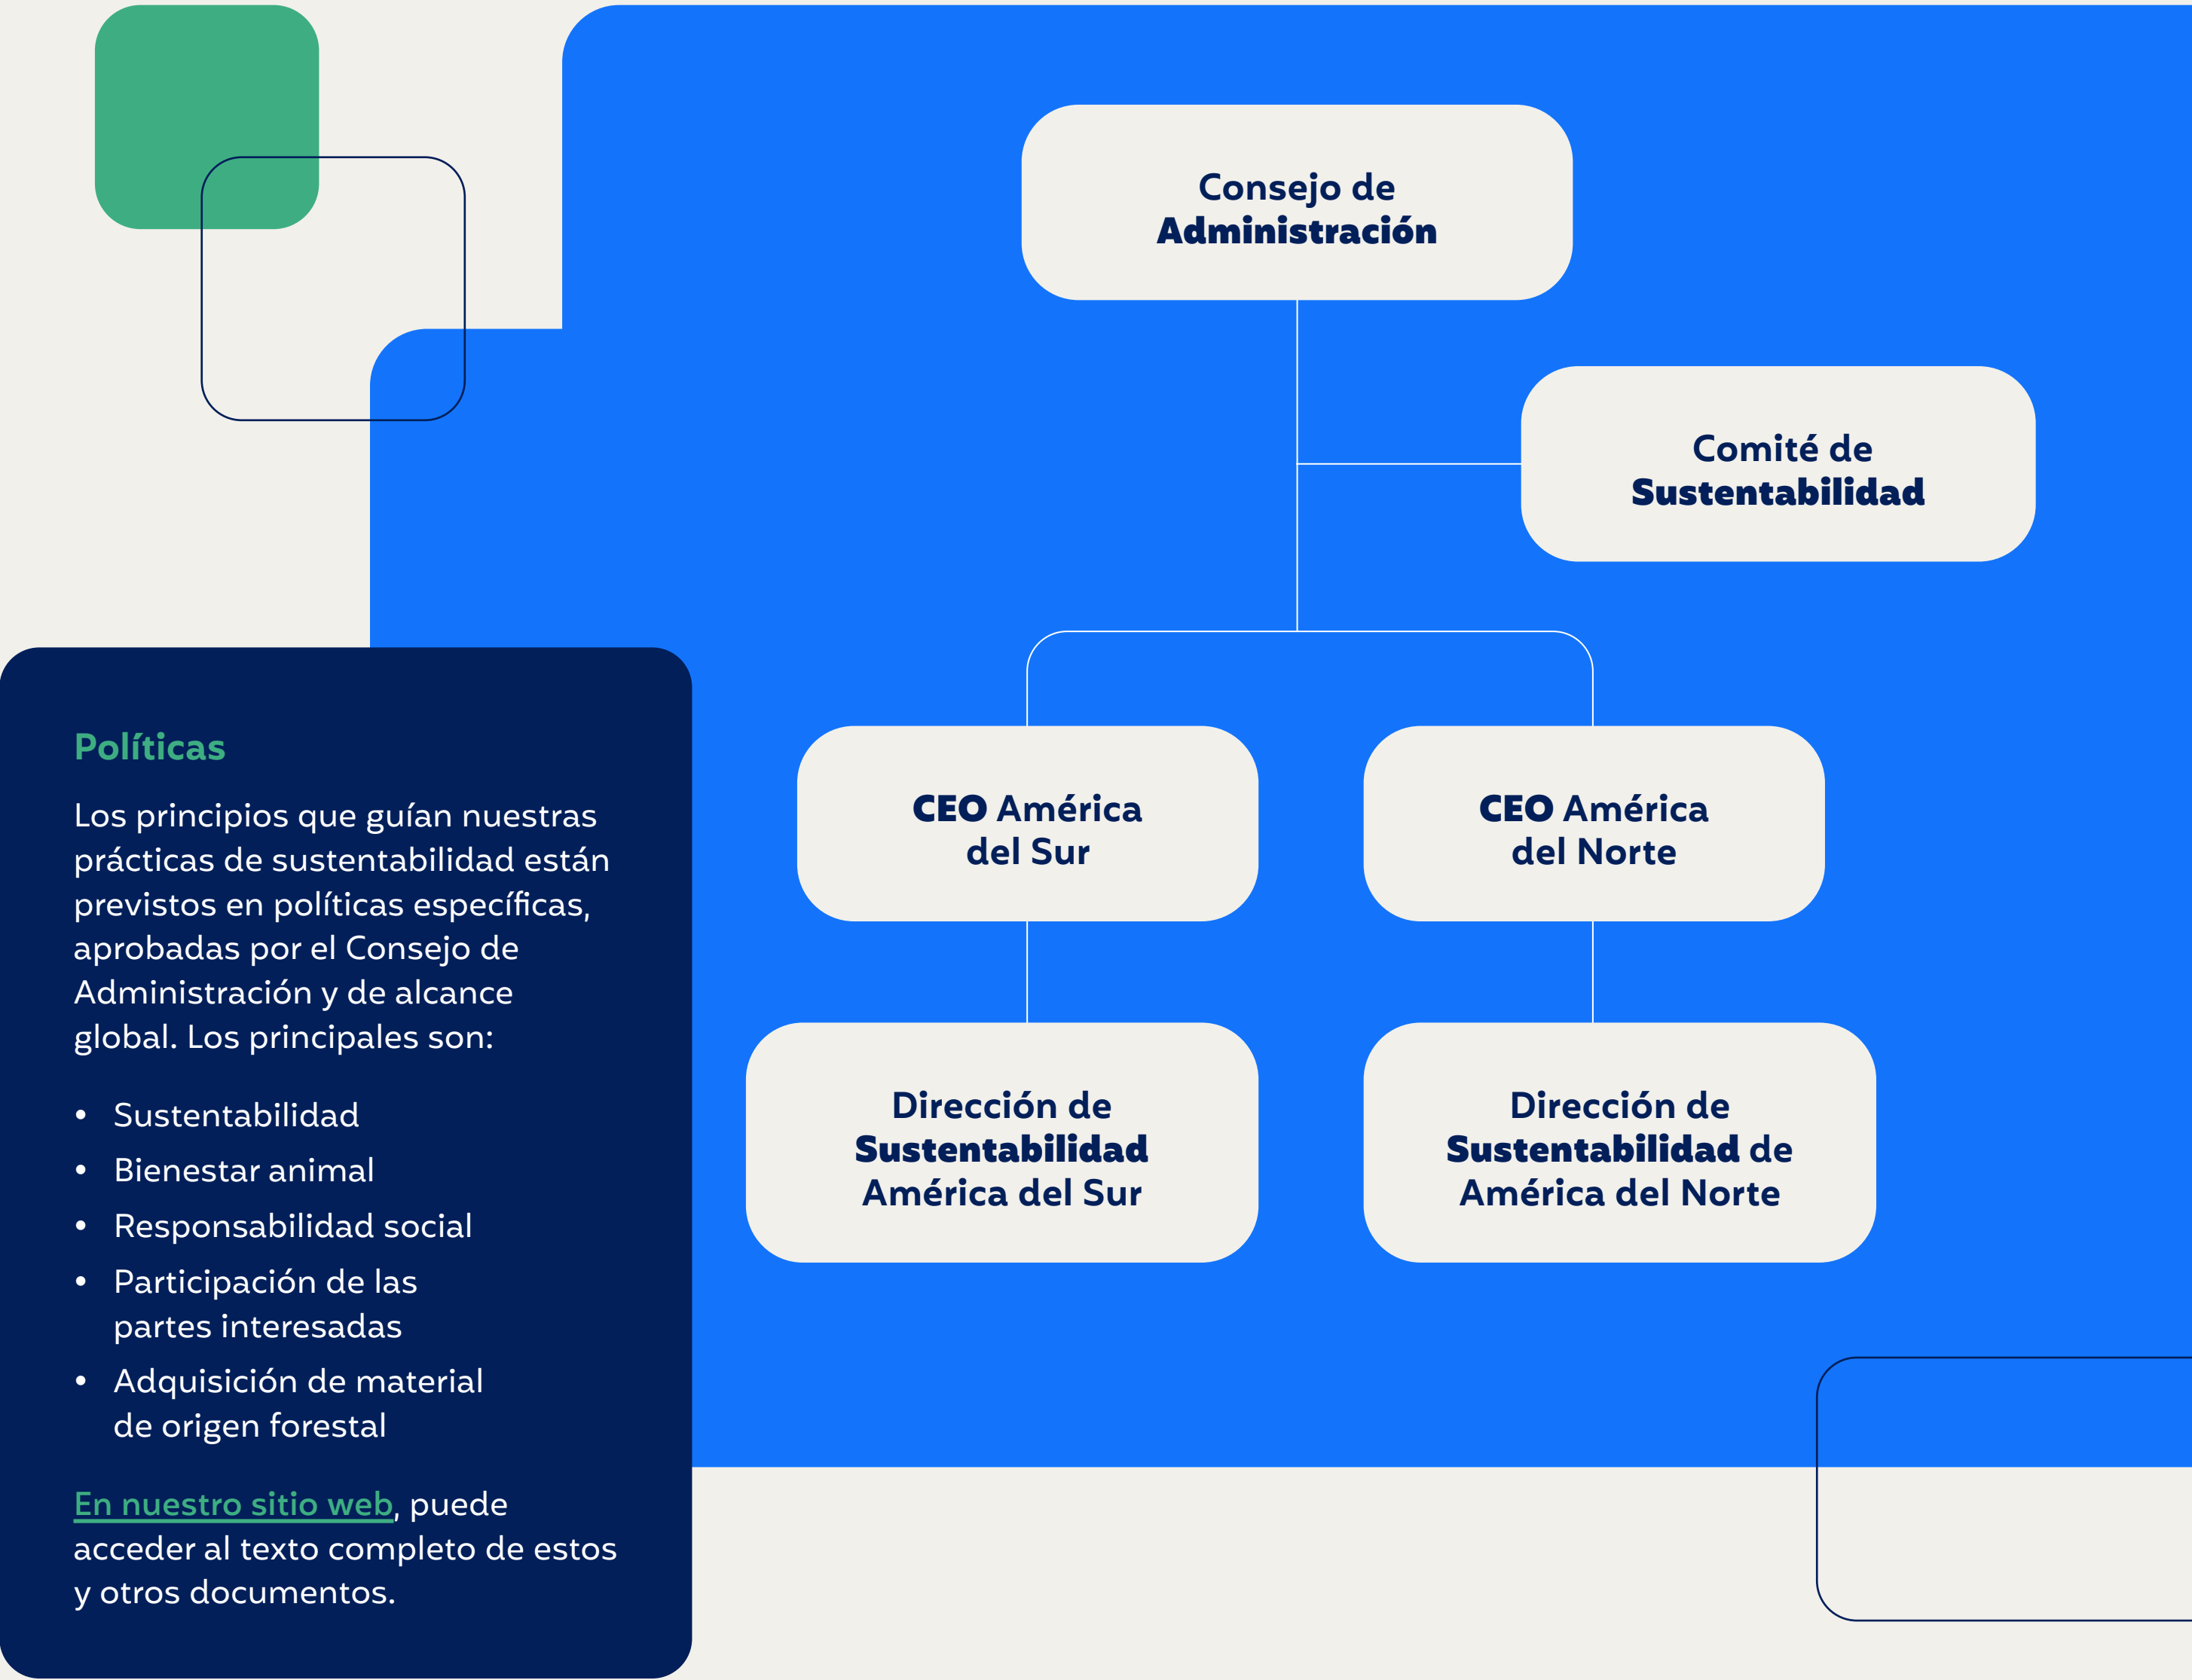 Consejo de
Administración
Comité de
Sustentabilidad
CEO América
del Sur
CEO América
del Norte
Dirección de
Sustentabilidad
América del Sur
Dirección de
Sustentabilidad de
América del Norte
Políticas
Los principios que guían nuestras
prácticas de sustentabilidad están
previstos en políticas específicas,
aprobadas por el Consejo de
Administración y de alcance
global. Los principales son:
• Sustentabilidad
• Bienestar animal
• Responsabilidad social
• Participación de las
partes interesadas
• Adquisición de material
de origen forestal
En nuestro sitio web, puede
acceder al texto completo de estos
y otros documentos.